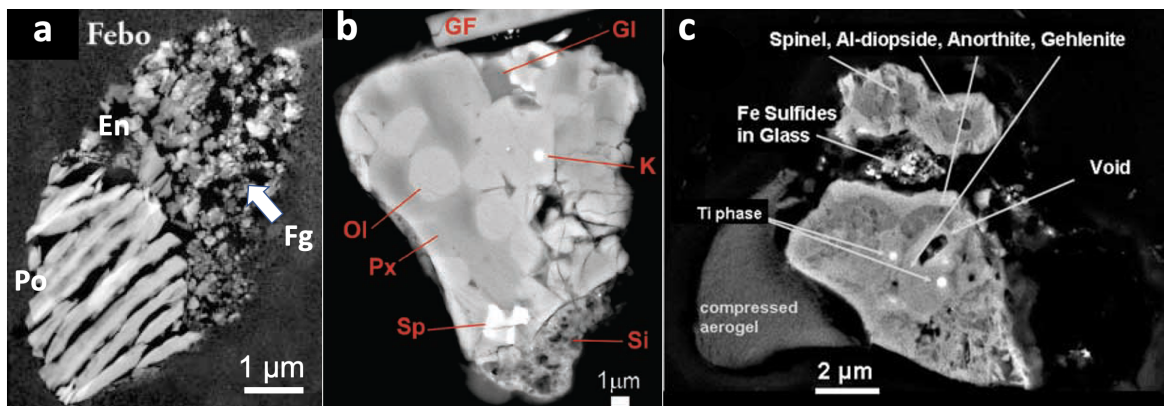 a
Febo
En
Fg
Po
1 μm
b
GF
Gl
K
Ol
Px
Sp
Si
1μm
c
Spinel, Al-diopside, Anorthite, Gehlenite
Fe Sulfides
in Glass
Void
Ti phase
compressed
aerogel
2 μm